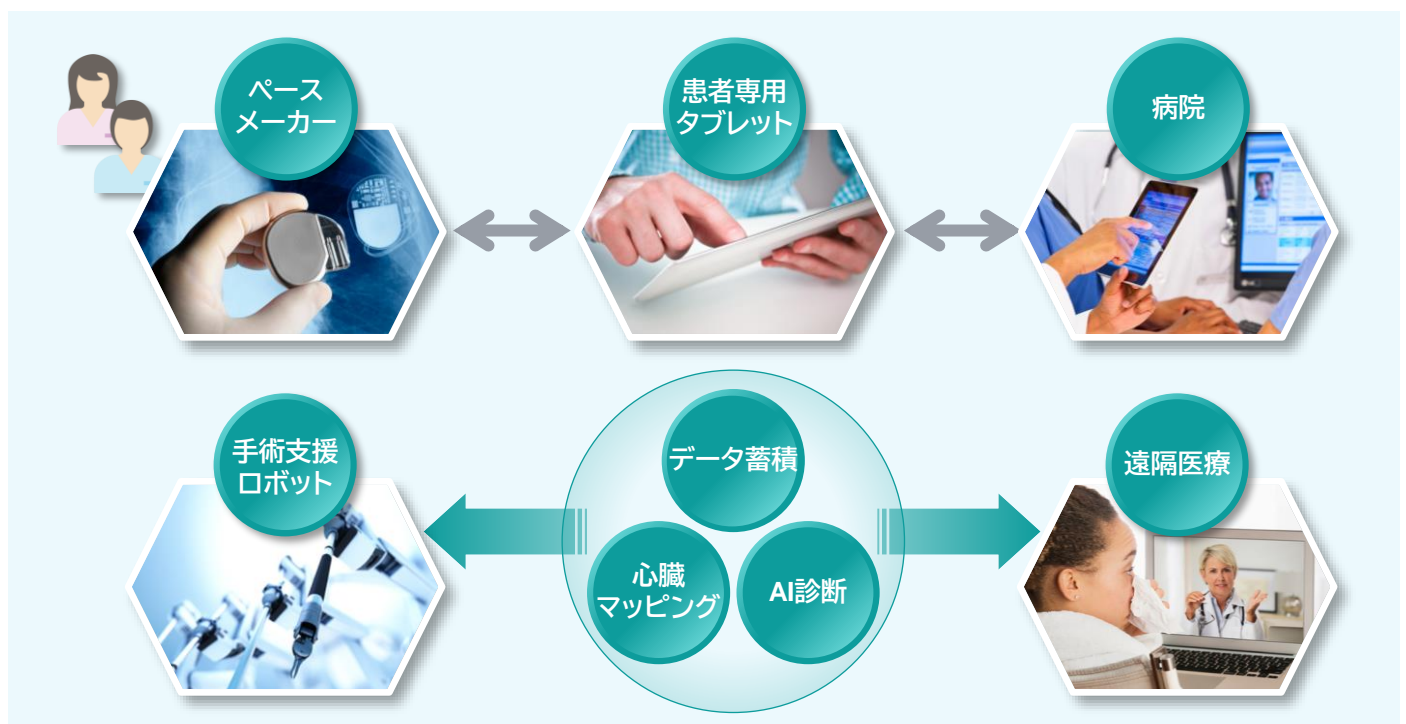 ペース
メーカー
患者専用
タブレット
病院
手術支援
ロボット
データ蓄積
心臓
マッピング
AI診断
遠隔医療